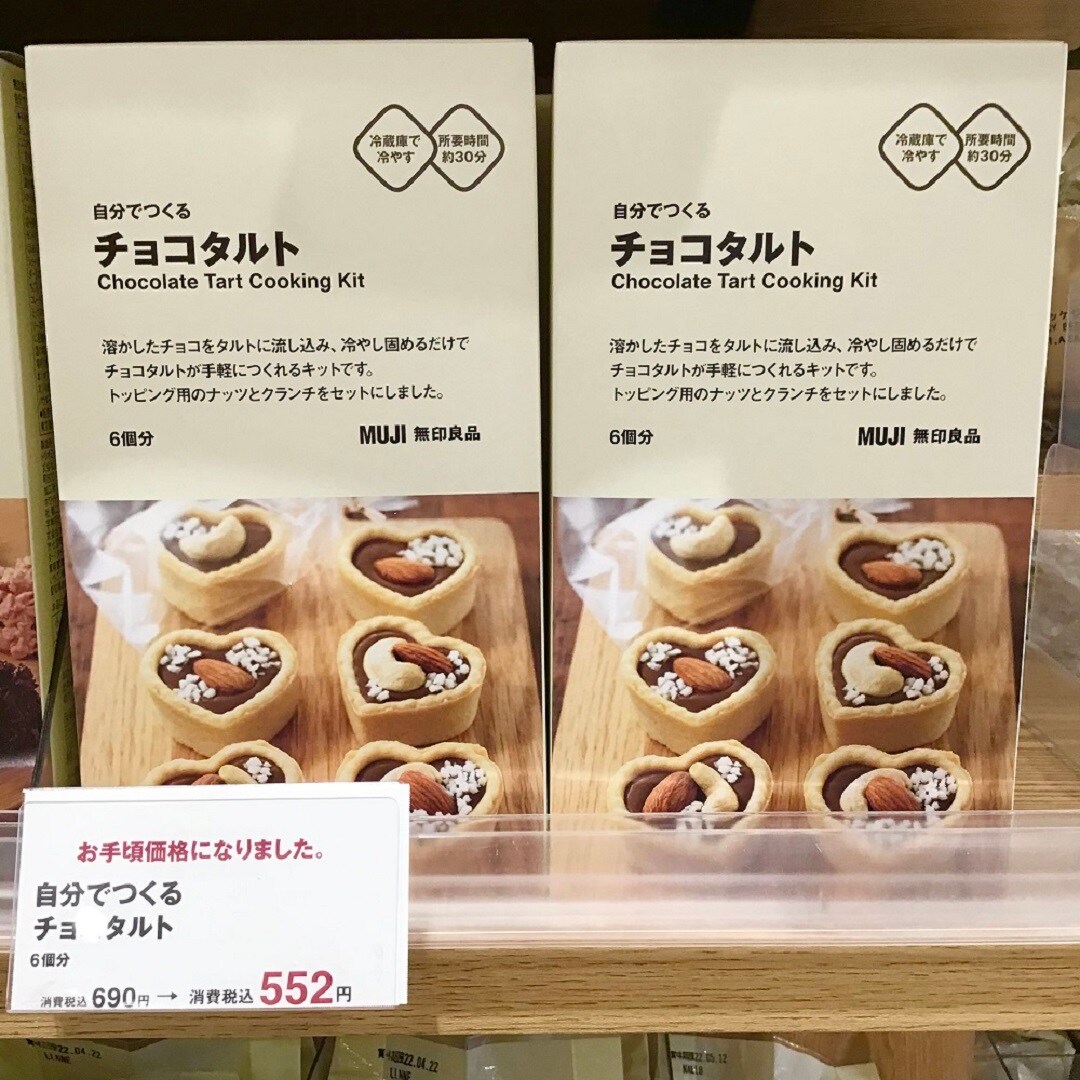 冷蔵庫で
冷やす
所要時間
約30分
自分でつくる
チョコタルト
Chocolate Tart Cooking Kit
溶かしたチョコをタルトに流し込み、冷やし固めるだけで
チョコタルトが手軽につくれるキットです。
トッピング用のナッツとクランチをセットにしました。
6個分
MUJI 無印良品
冷蔵庫で
冷やす
所要時間
約30分
自分でつくる
チョコタルト
Chocolate Tart Cooking Kit
溶かしたチョコをタルトに流し込み、冷やし固めるだけで
チョコタルトが手軽につくれるキットです。
トッピング用のナッツとクランチをセットにしました。
6個分
MUJI 無印良品
お手頃価格になりました。
自分でつくる
チョ タルト
6個分
消費税込690円 → 消費税込552円
22.04.22
22.04.22
22.05.12